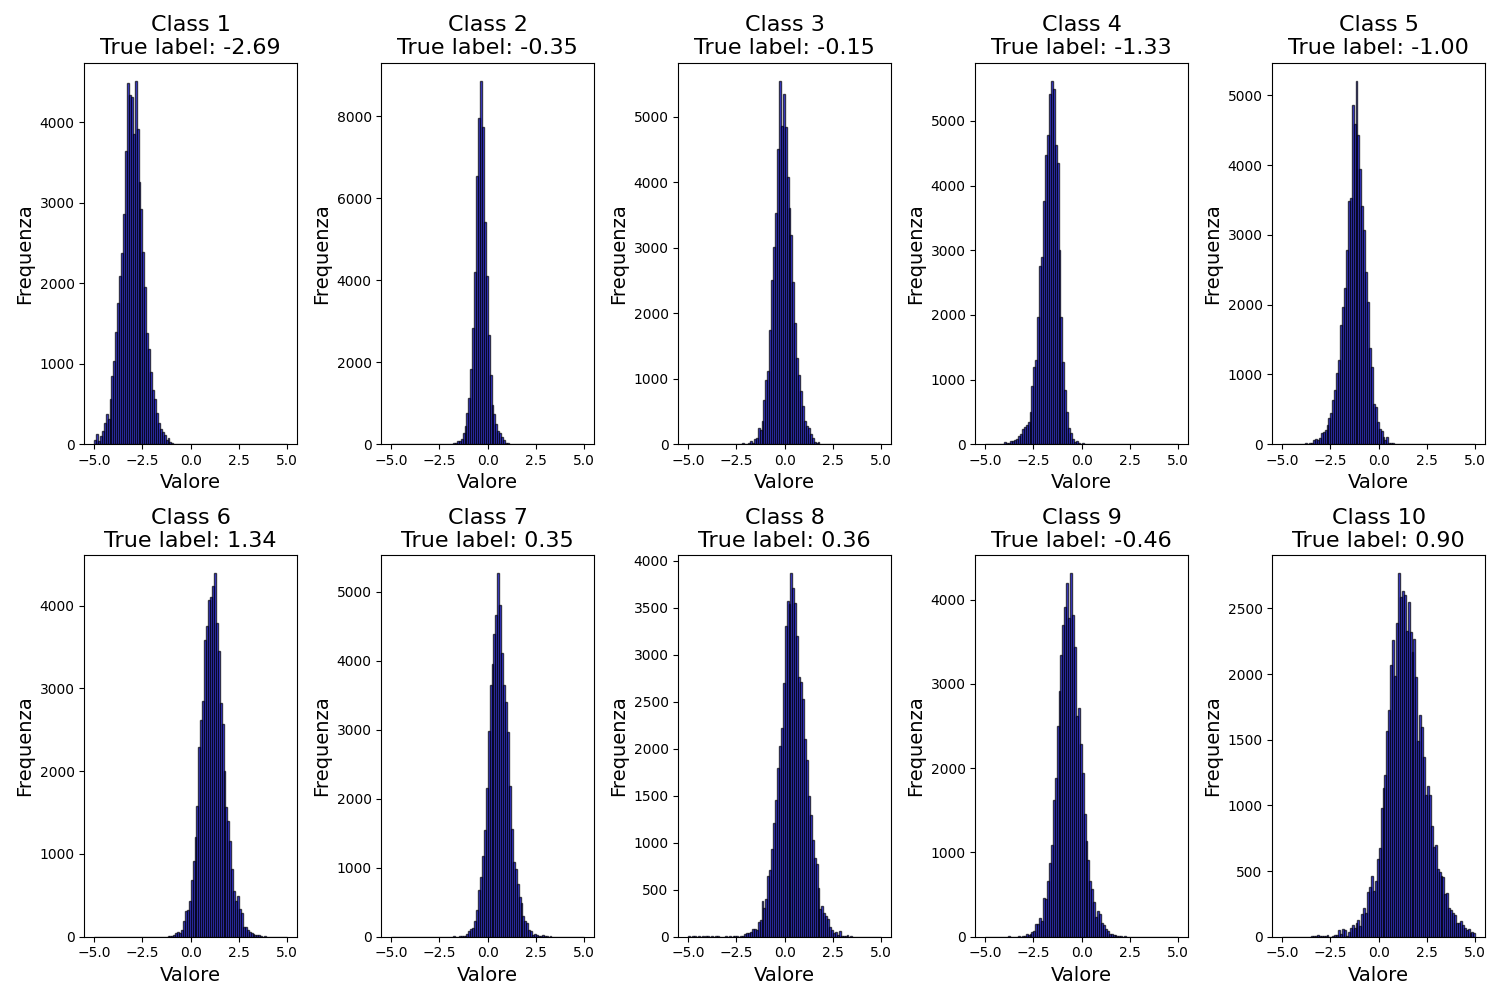 Class 1
True label: -2.69
Class 2
True label: -0.35
Class 3
True label: -0.15
Class 4
True label: -1.33
Class 5
True label: -1.00
Frequenza
4000
3000
2000
1000
0
−5.0 −2.5 0.0 2.5 5.0
Valore
Frequenza
8000
6000
4000
2000
0
−5.0 −2.5 0.0 2.5 5.0
Valore
Frequenza
5000
4000
3000
2000
1000
0
−5.0 −2.5 0.0 2.5 5.0
Valore
Frequenza
5000
4000
3000
2000
1000
0
−5.0 −2.5 0.0 2.5 5.0
Valore
Frequenza
5000
4000
3000
2000
1000
0
−5.0 −2.5 0.0 2.5 5.0
Valore
Class 6
True label: 1.34
Class 7
True label: 0.35
Class 8
True label: 0.36
Class 9
True label: -0.46
Class 10
True label: 0.90
Frequenza
4000
3000
2000
1000
0
−5.0 −2.5 0.0 2.5 5.0
Valore
Frequenza
5000
4000
3000
2000
1000
0
−5.0 −2.5 0.0 2.5 5.0
Valore
Frequenza
4000
3500
3000
2500
2000
1500
1000
500
0
−5.0 −2.5 0.0 2.5 5.0
Valore
Frequenza
4000
3000
2000
1000
0
−5.0 −2.5 0.0 2.5 5.0
Valore
Frequenza
2500
2000
1500
1000
500
0
−5.0 −2.5 0.0 2.5 5.0
Valore